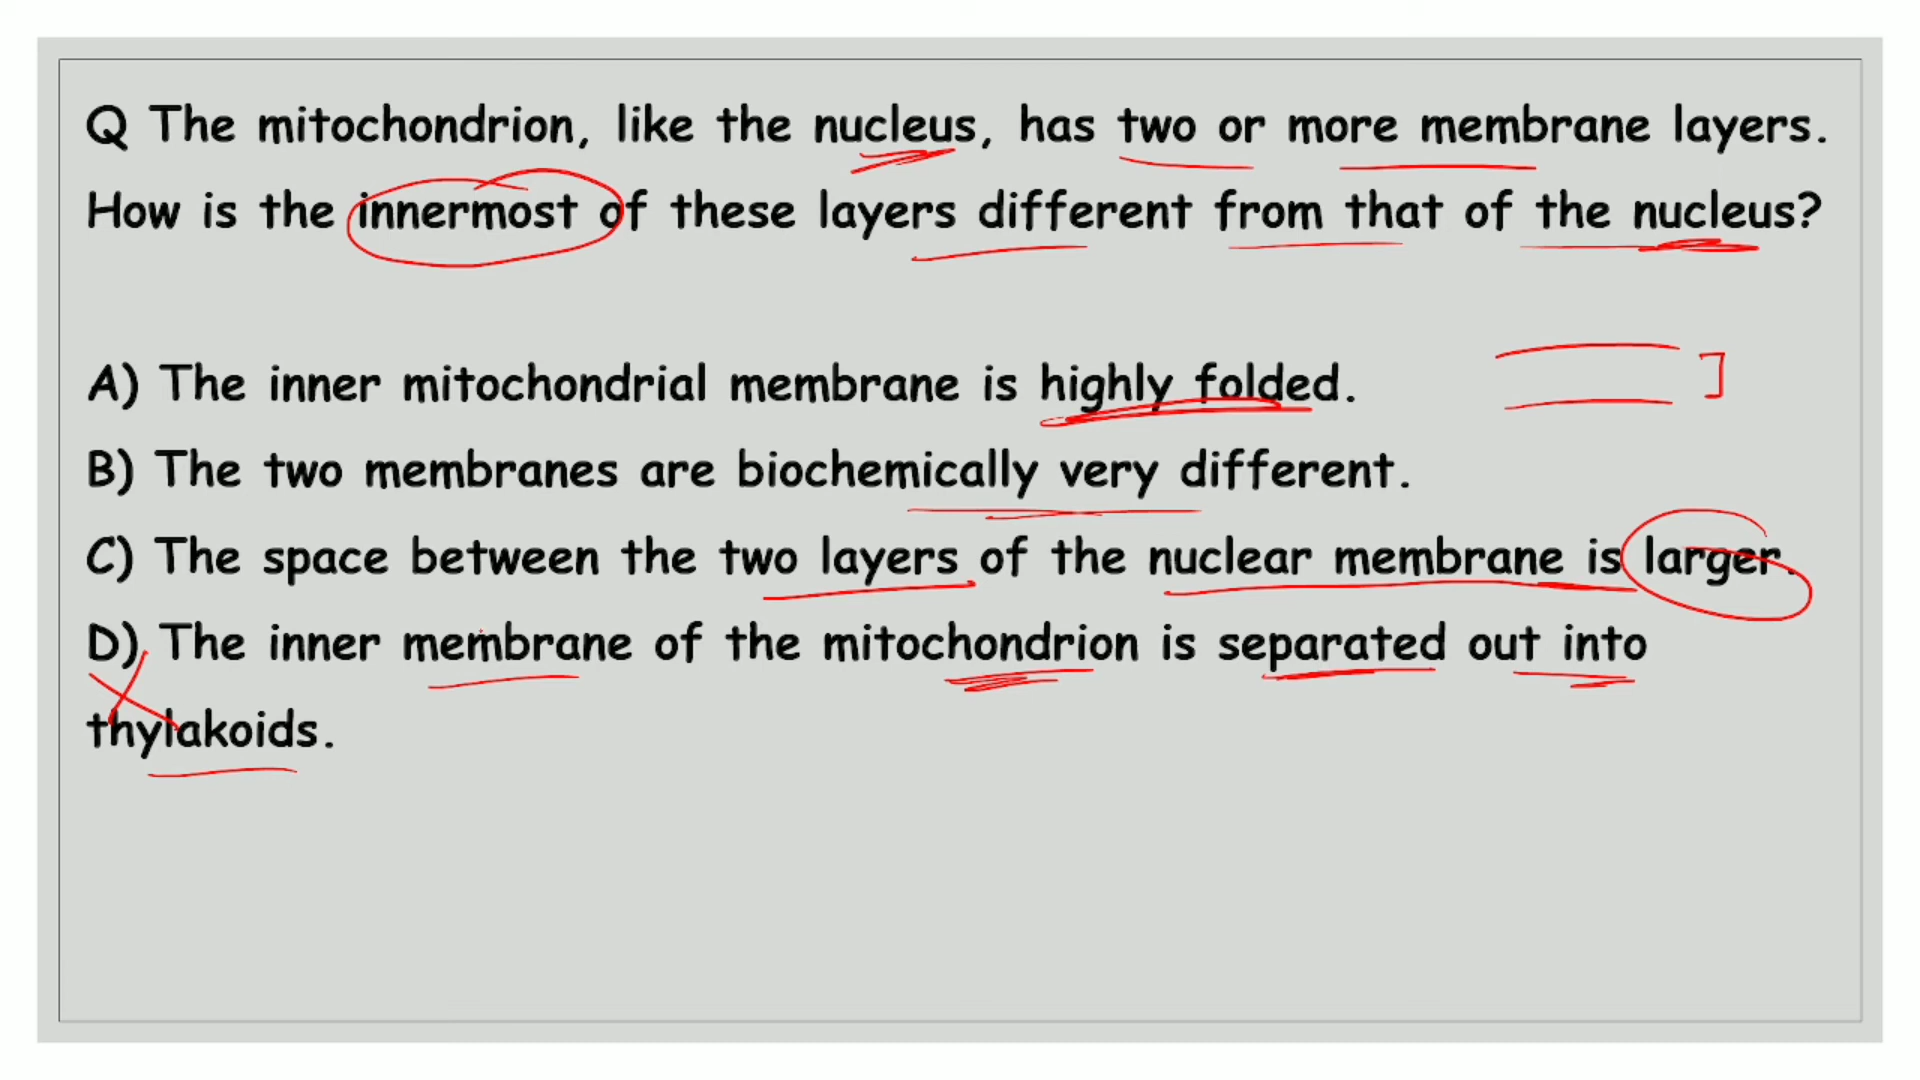 Q The mitochondrion, like the nucleus, has two or more membrane layers.
How is the innermost of these layers different from that of the nucleus?
A) The inner mitochondrial membrane is highly folded.
B) The two membranes are biochemically very different.
C) The space between the two layers of the nuclear membrane is larger.
D) The inner membrane of the mitochondrion is separated out into
thylakoids.